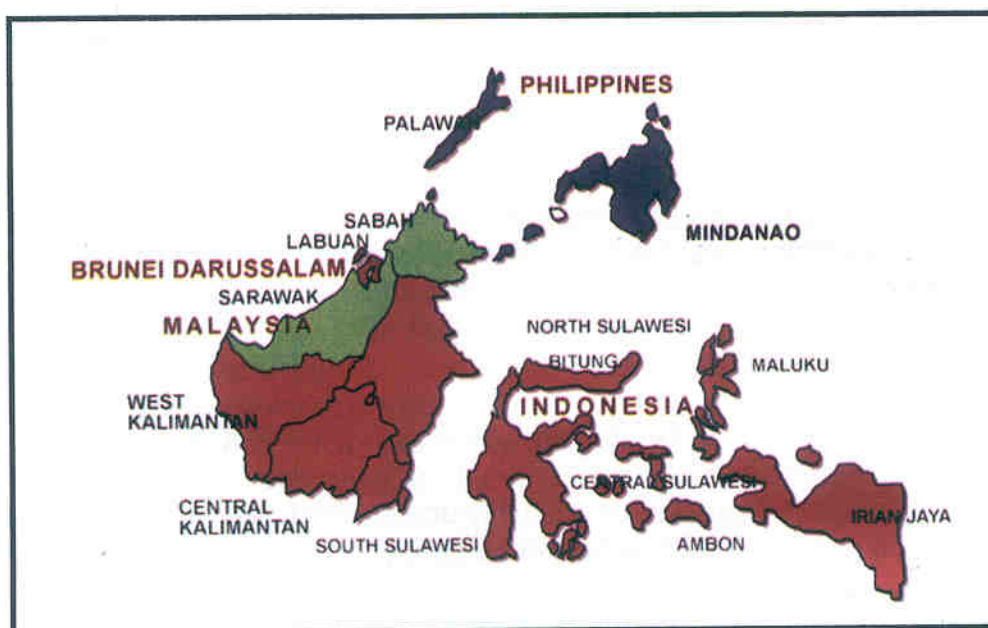 PHILIPPINES
PALAWAN
SABAH
LABUAN
MINDANAO
BRUNEI DARUSSALAM
SARAWAK
MALAYSIA
NORTH SULAWESI
BITUNG
MALUKU
WEST
KALIMANTAN
INDONESIA
CENTRAL SULAWESI
CENTRAL
KALIMANTAN
IRIAN JAYA
SOUTH SULAWESI
AMBON